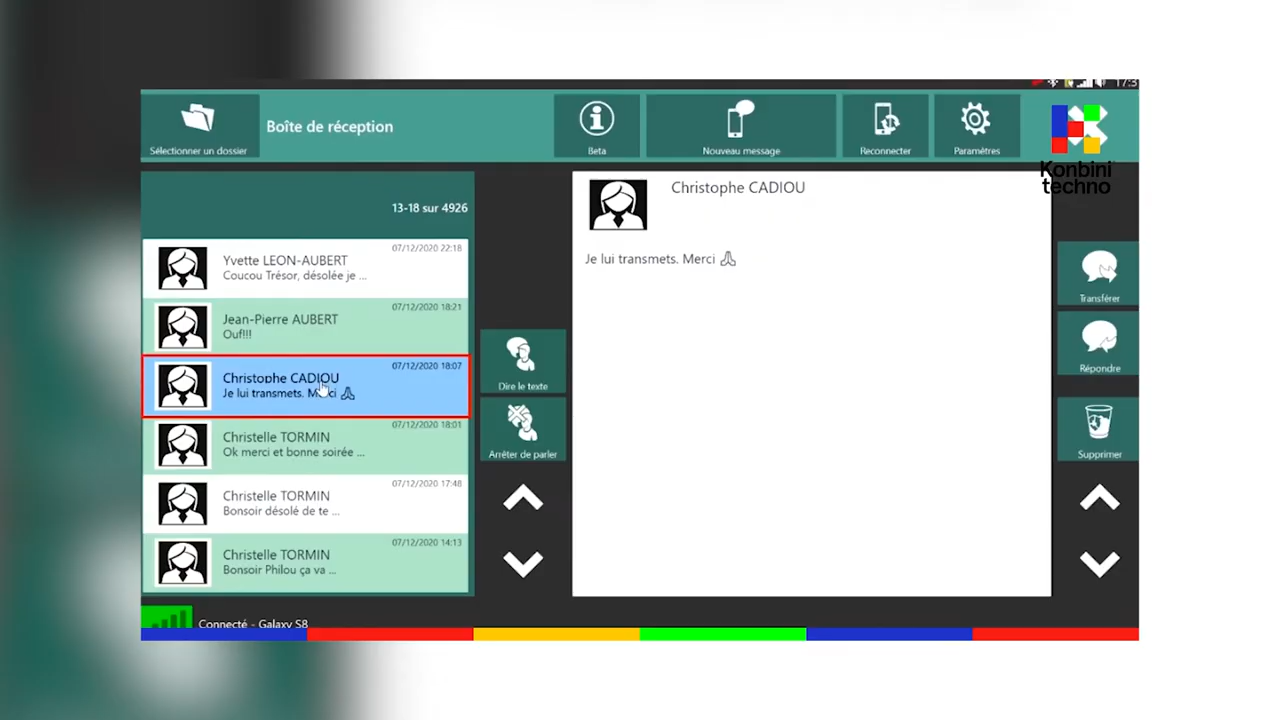 17:3
Sélectionner un dossier
Boîte de réception
Beta
Nouveau message
Reconnecter
Paramètres
Konbini
techno
13-18 sur 4926
07/12/2020 22:18
Yvette LEON-AUBERT
Coucou Trésor, désolée je ...
07/12/2020 18:21
Jean-Pierre AUBERT
Ouf!!!
07/12/2020 18:07
Christophe CADIOU
Je lui transmets. Merci 🙏
07/12/2020 18:01
Christelle TORMIN
Ok merci et bonne soirée ...
07/12/2020 17:48
Christelle TORMIN
Bonsoir désolé de te ...
07/12/2020 14:13
Christelle TORMIN
Bonsoir Philou ça va ...
Connecté - Galaxy S8
Dire le texte
Arrêter de parler
Christophe CADIOU
Je lui transmets. Merci 🙏
Transférer
Répondre
Supprimer